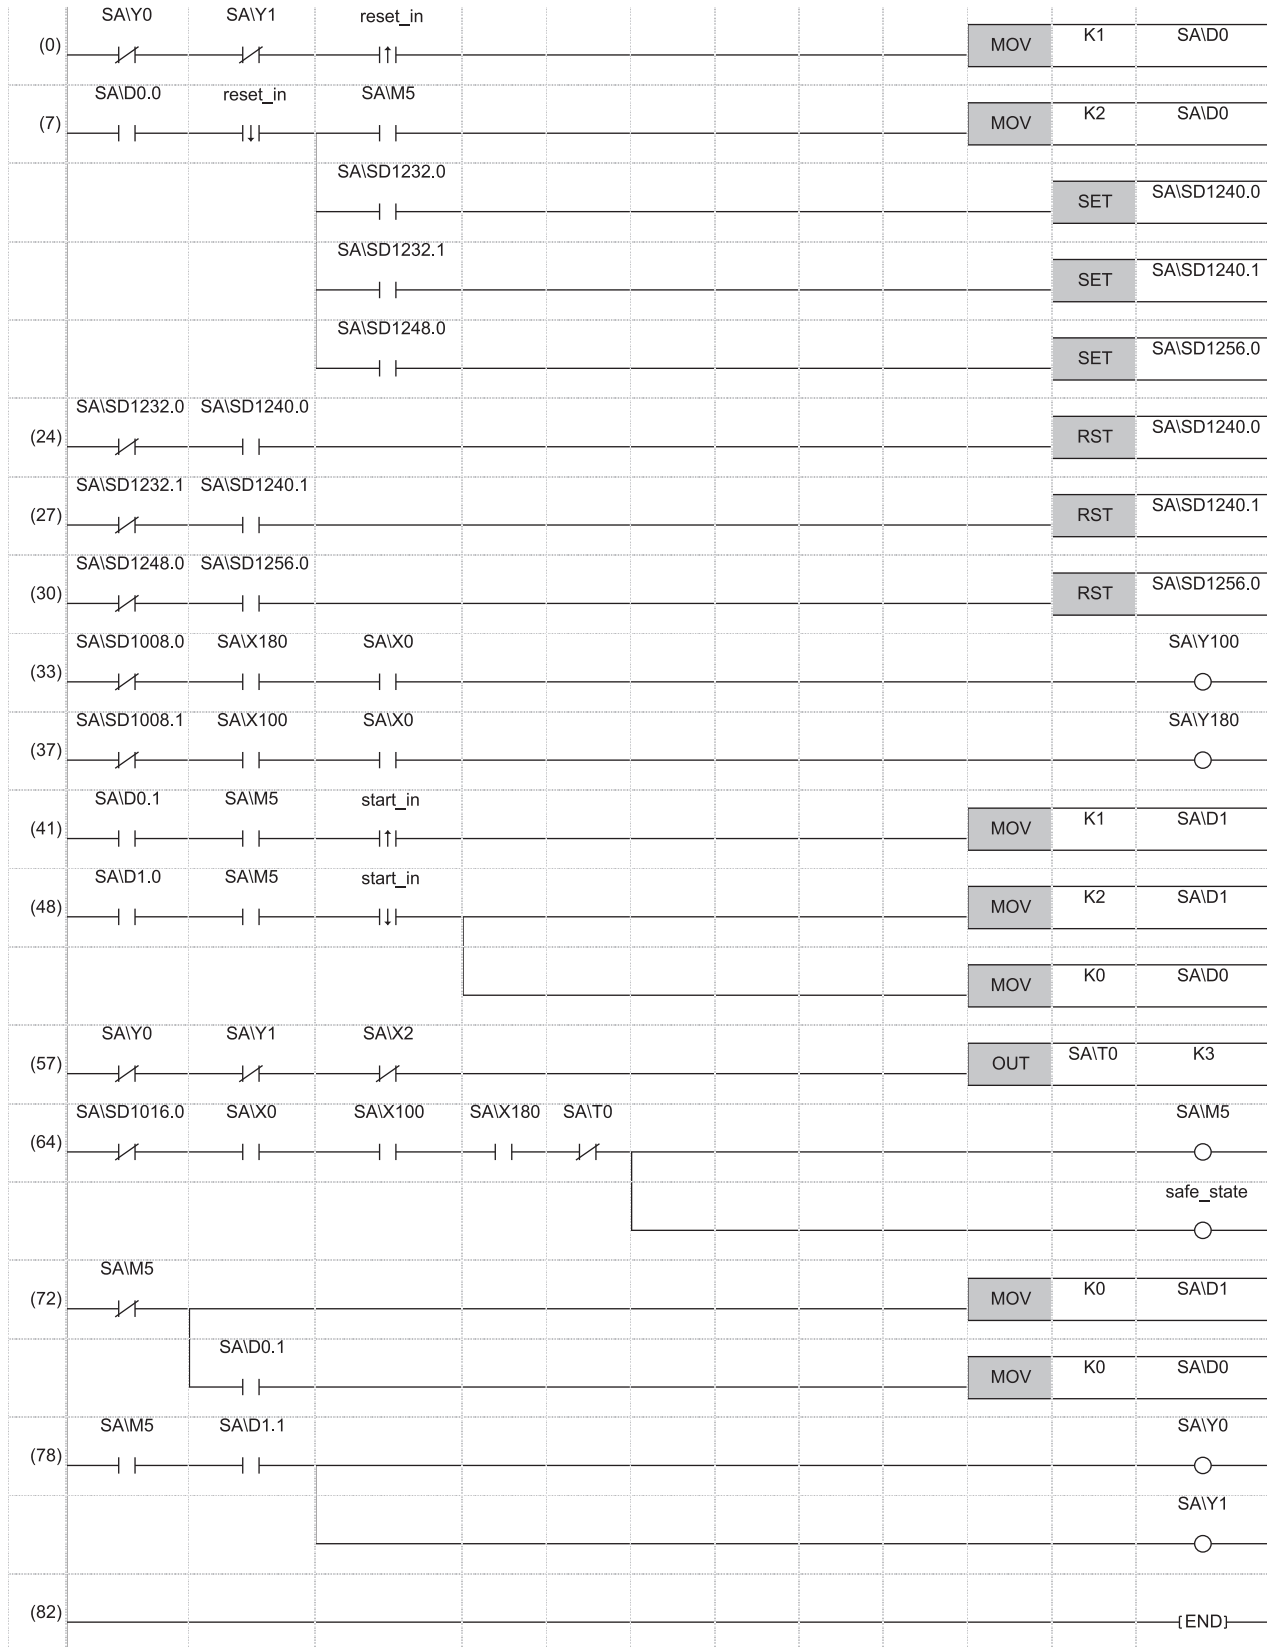 SA\Y0 SA\Y1 reset_in
(0) MOV K1 SA\D0
SA\D0.0 reset_in SA\M5
(7) MOV K2 SA\D0
SA\SD1232.0
SET SA\SD1240.0
SA\SD1232.1
SET SA\SD1240.1
SA\SD1248.0
SET SA\SD1256.0
SA\SD1232.0 SA\SD1240.0
(24) RST SA\SD1240.0
SA\SD1232.1 SA\SD1240.1
(27) RST SA\SD1240.1
SA\SD1248.0 SA\SD1256.0
(30) RST SA\SD1256.0
SA\SD1008.0 SA\X180 SA\X0 SA\Y100
(33)
SA\SD1008.1 SA\X100 SA\X0 SA\Y180
(37)
SA\D0.1 SA\M5 start_in
(41) MOV K1 SA\D1
SA\D1.0 SA\M5 start_in
(48) MOV K2 SA\D1
MOV K0 SA\D0
SA\Y0 SA\Y1 SA\X2
(57) OUT SA\T0 K3
SA\SD1016.0 SA\X0 SA\X100 SA\X180 SA\T0 SA\M5
(64)
safe_state
SA\M5
(72) MOV K0 SA\D1
SA\D0.1
MOV K0 SA\D0
SA\M5 SA\D1.1 SA\Y0
(78)
SA\Y1
(82) [END]